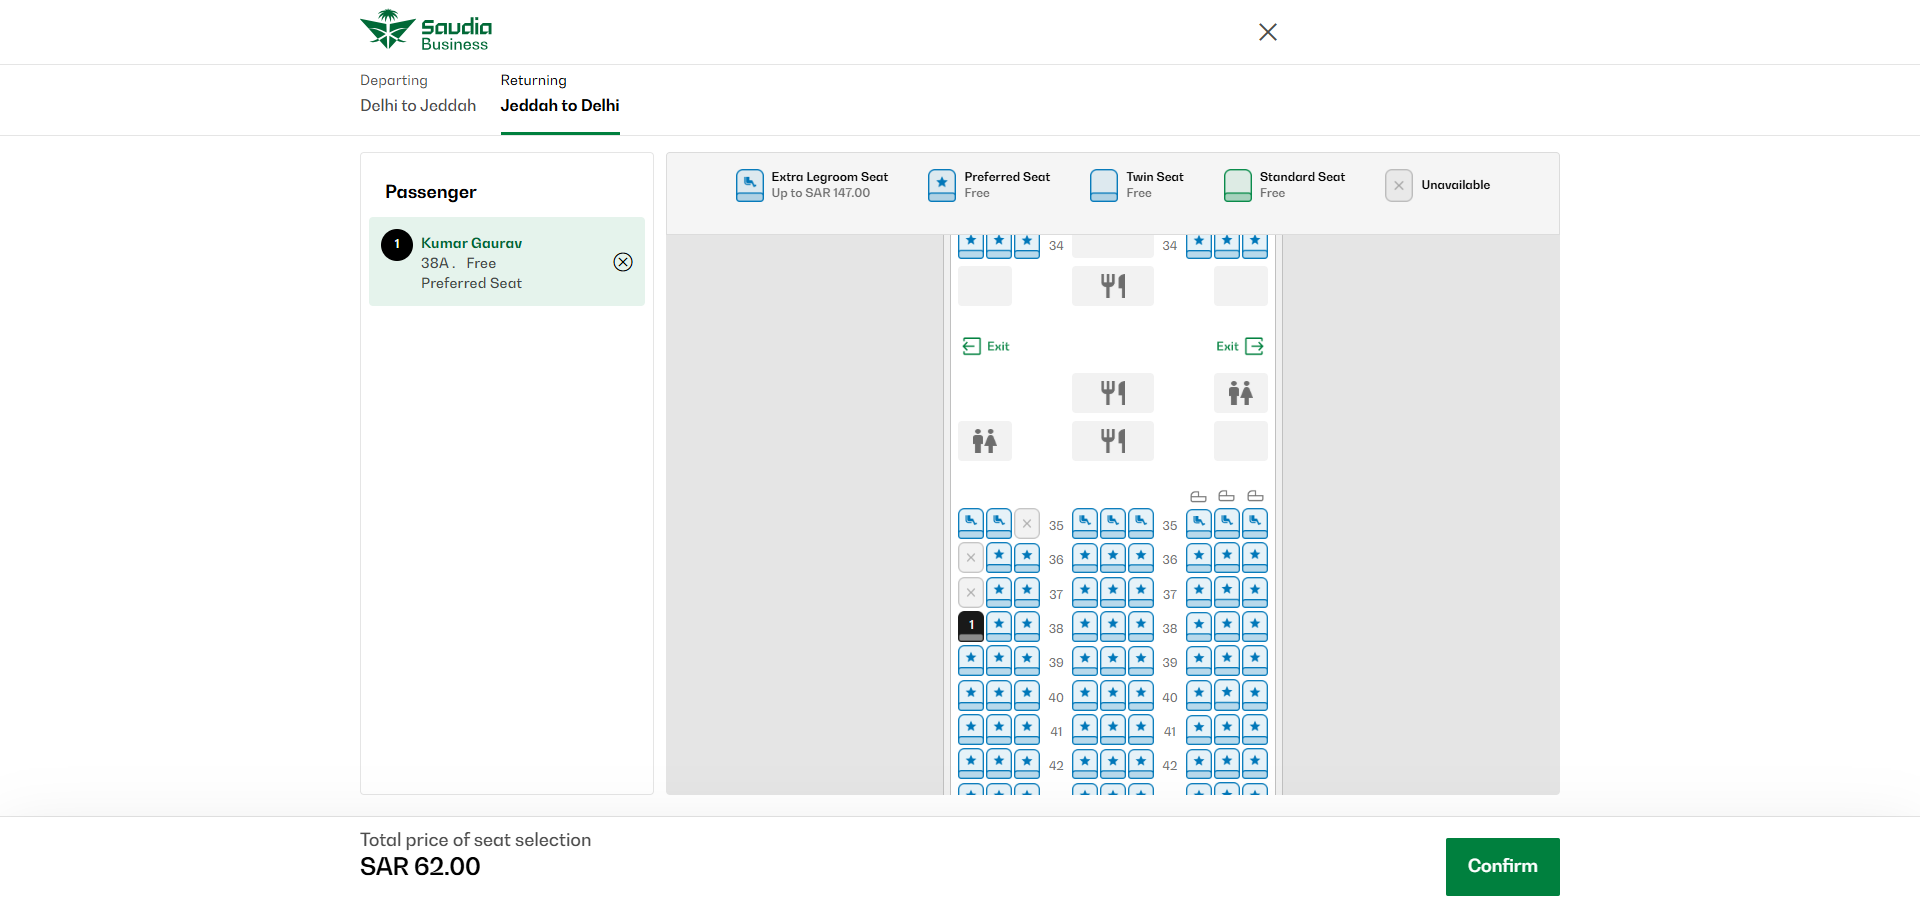 Saudia
Business
Departing
Delhi to Jeddah
Returning
Jeddah to Delhi
Passenger
1
Kumar Gaurav
38A. Free
Preferred Seat
Extra Legroom Seat
Up to SAR 147.00
Preferred Seat
Free
Twin Seat
Free
Standard Seat
Free
Unavailable
34 34
Exit Exit
35 35
36 36
37 37
1 38 38
39 39
40 40
41 41
42 42
Total price of seat selection
SAR 62.00
Confirm